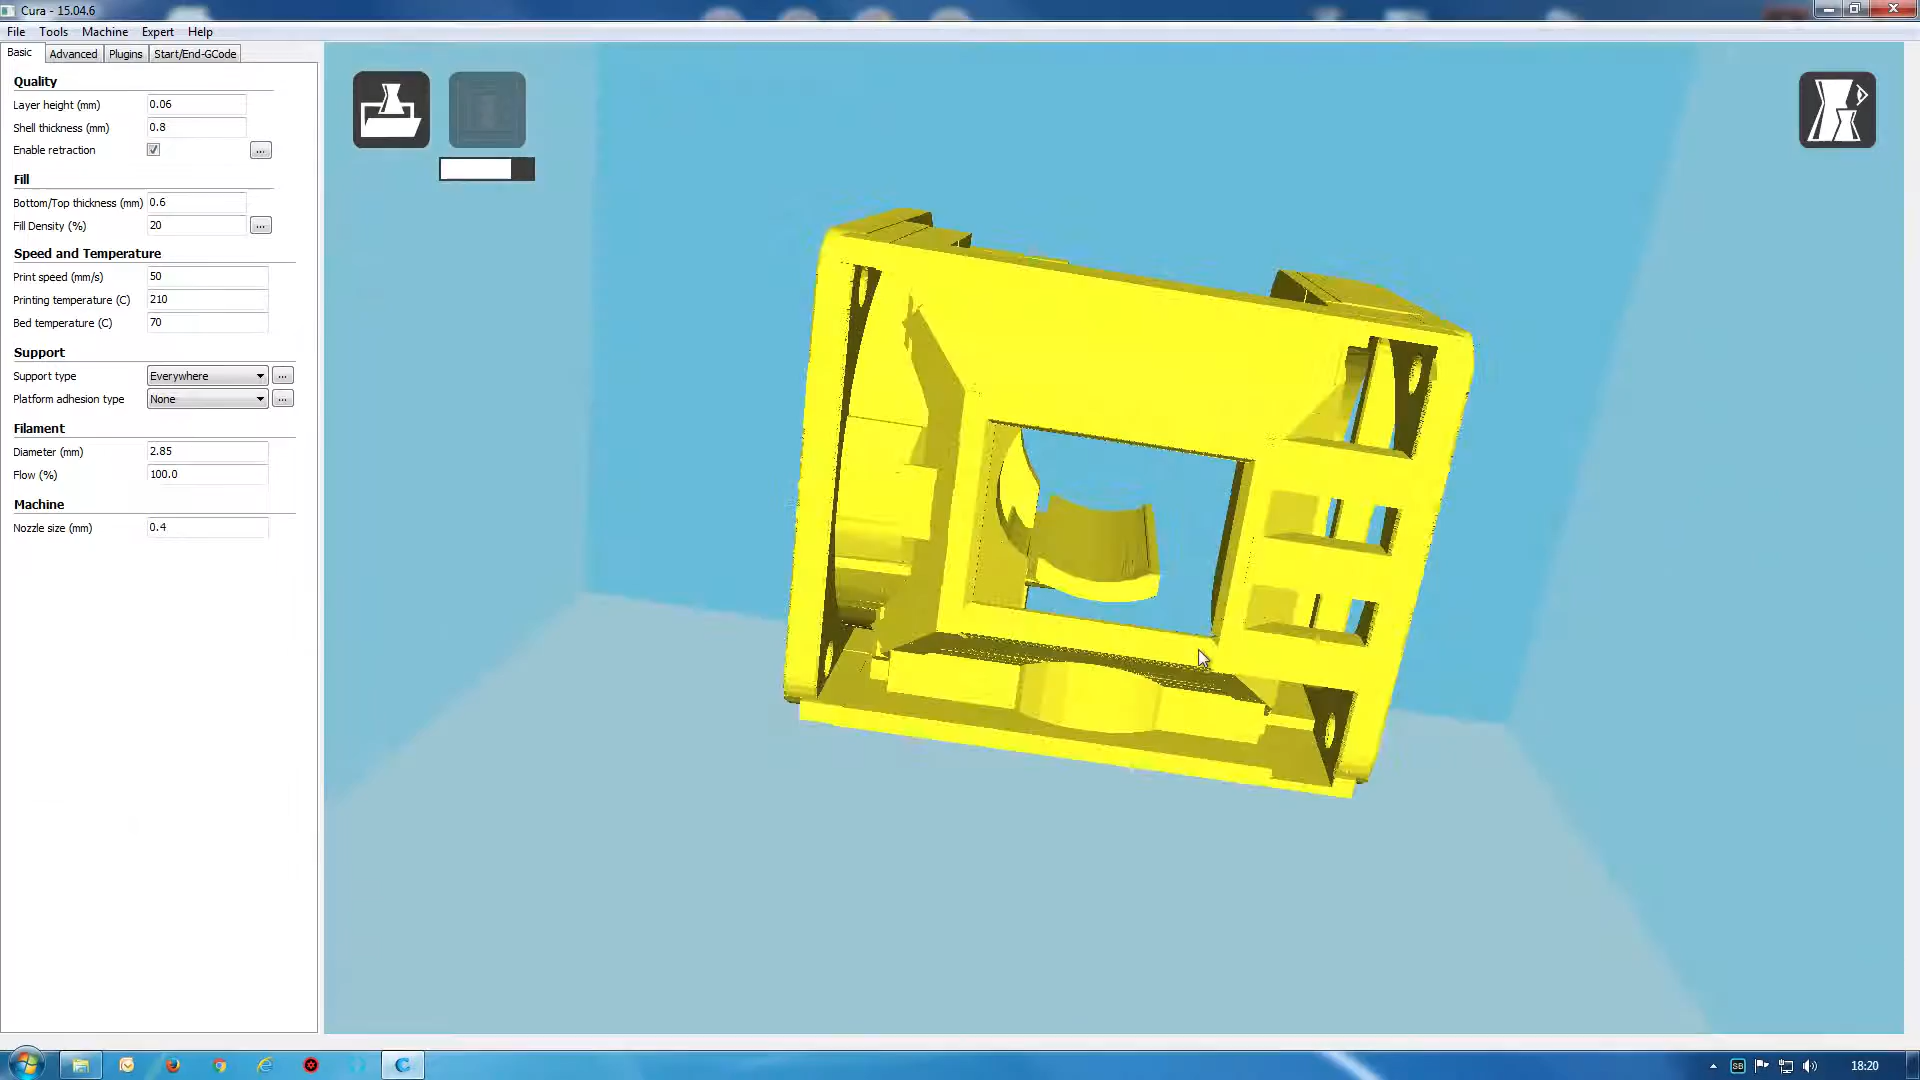 Cura - 15.04.6
File Tools Machine Expert Help
Basic Advanced Plugins Start/End-GCode
Quality
Layer height (mm) 0.06
Shell thickness (mm) 0.8
Enable retraction ...
Fill
Bottom/Top thickness (mm) 0.6
Fill Density (%) 20 ...
Speed and Temperature
Print speed (mm/s) 50
Printing temperature (C) 210
Bed temperature (C) 70
Support
Support type Everywhere ...
Platform adhesion type None ...
Filament
Diameter (mm) 2.85
Flow (%) 100.0
Machine
Nozzle size (mm) 0.4
SB 18:20